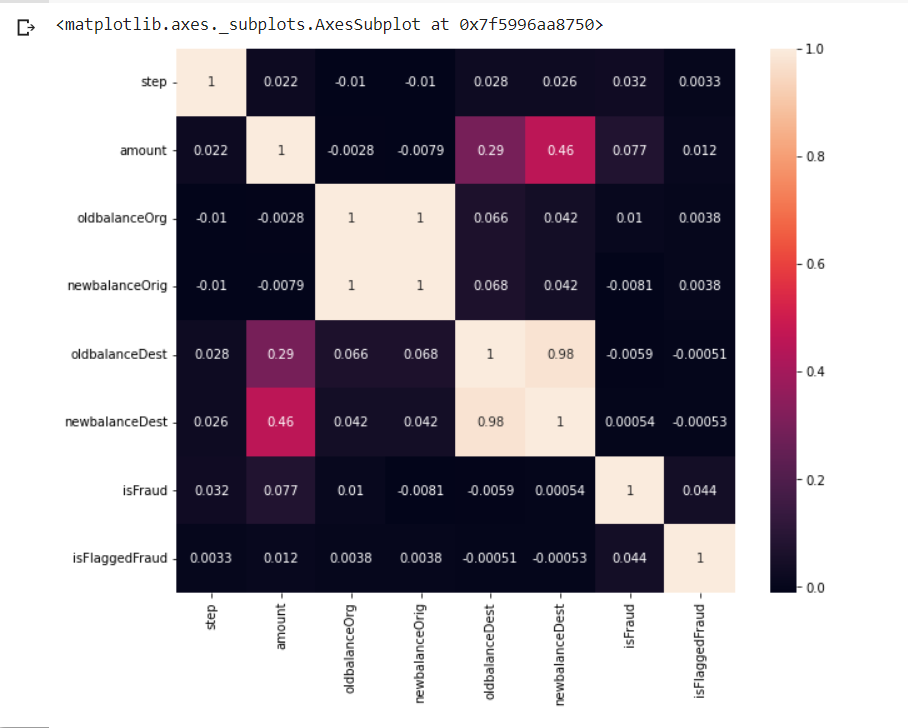 <matplotlib.axes._subplots.AxesSubplot at 0x7f5996aa8750>
step 1 0.022 -0.01 -0.01 0.028 0.026 0.032 0.0033
amount 0.022 1 -0.0028 -0.0079 0.29 0.46 0.077 0.012
oldbalanceOrg -0.01 -0.0028 1 1 0.066 0.042 0.01 0.0038
newbalanceOrig -0.01 -0.0079 1 1 0.068 0.042 -0.0081 0.0038
oldbalanceDest 0.028 0.29 0.066 0.068 1 0.98 -0.0059 -0.00051
newbalanceDest 0.026 0.46 0.042 0.042 0.98 1 0.00054 -0.00053
isFraud 0.032 0.077 0.01 -0.0081 -0.0059 0.00054 1 0.044
isFlaggedFraud 0.0033 0.012 0.0038 0.0038 -0.00051 -0.00053 0.044 1
step
amount
oldbalanceOrg
newbalanceOrig
oldbalanceDest
newbalanceDest
isFraud
isFlaggedFraud
1.0
0.8
0.6
0.4
0.2
0.0